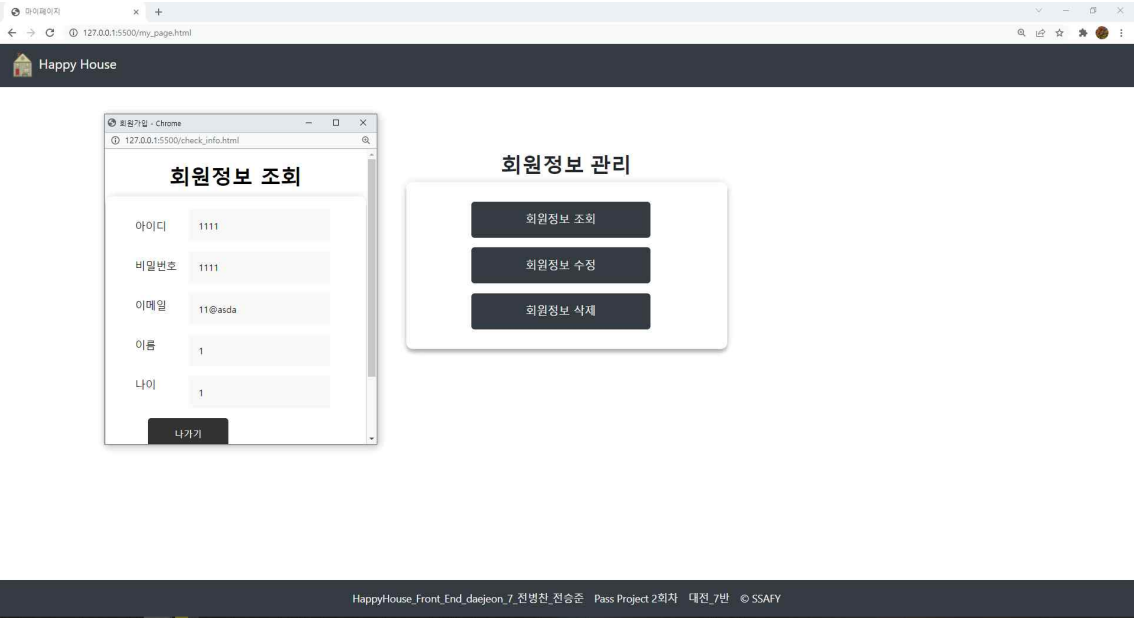 마이페이지
127.0.0.1:5500/my_page.html
Happy House
회원가입 - Chrome
127.0.0.1:5500/check_info.html
회원정보 조회
아이디 1111
비밀번호 1111
이메일 11@asda
이름 1
나이 1
나가기
회원정보 관리
회원정보 조회
회원정보 수정
회원정보 삭제
HappyHouse_Front_End_daejeon_7_전병찬_전승준 Pass Project 2회차 대전_7반 © SSAFY